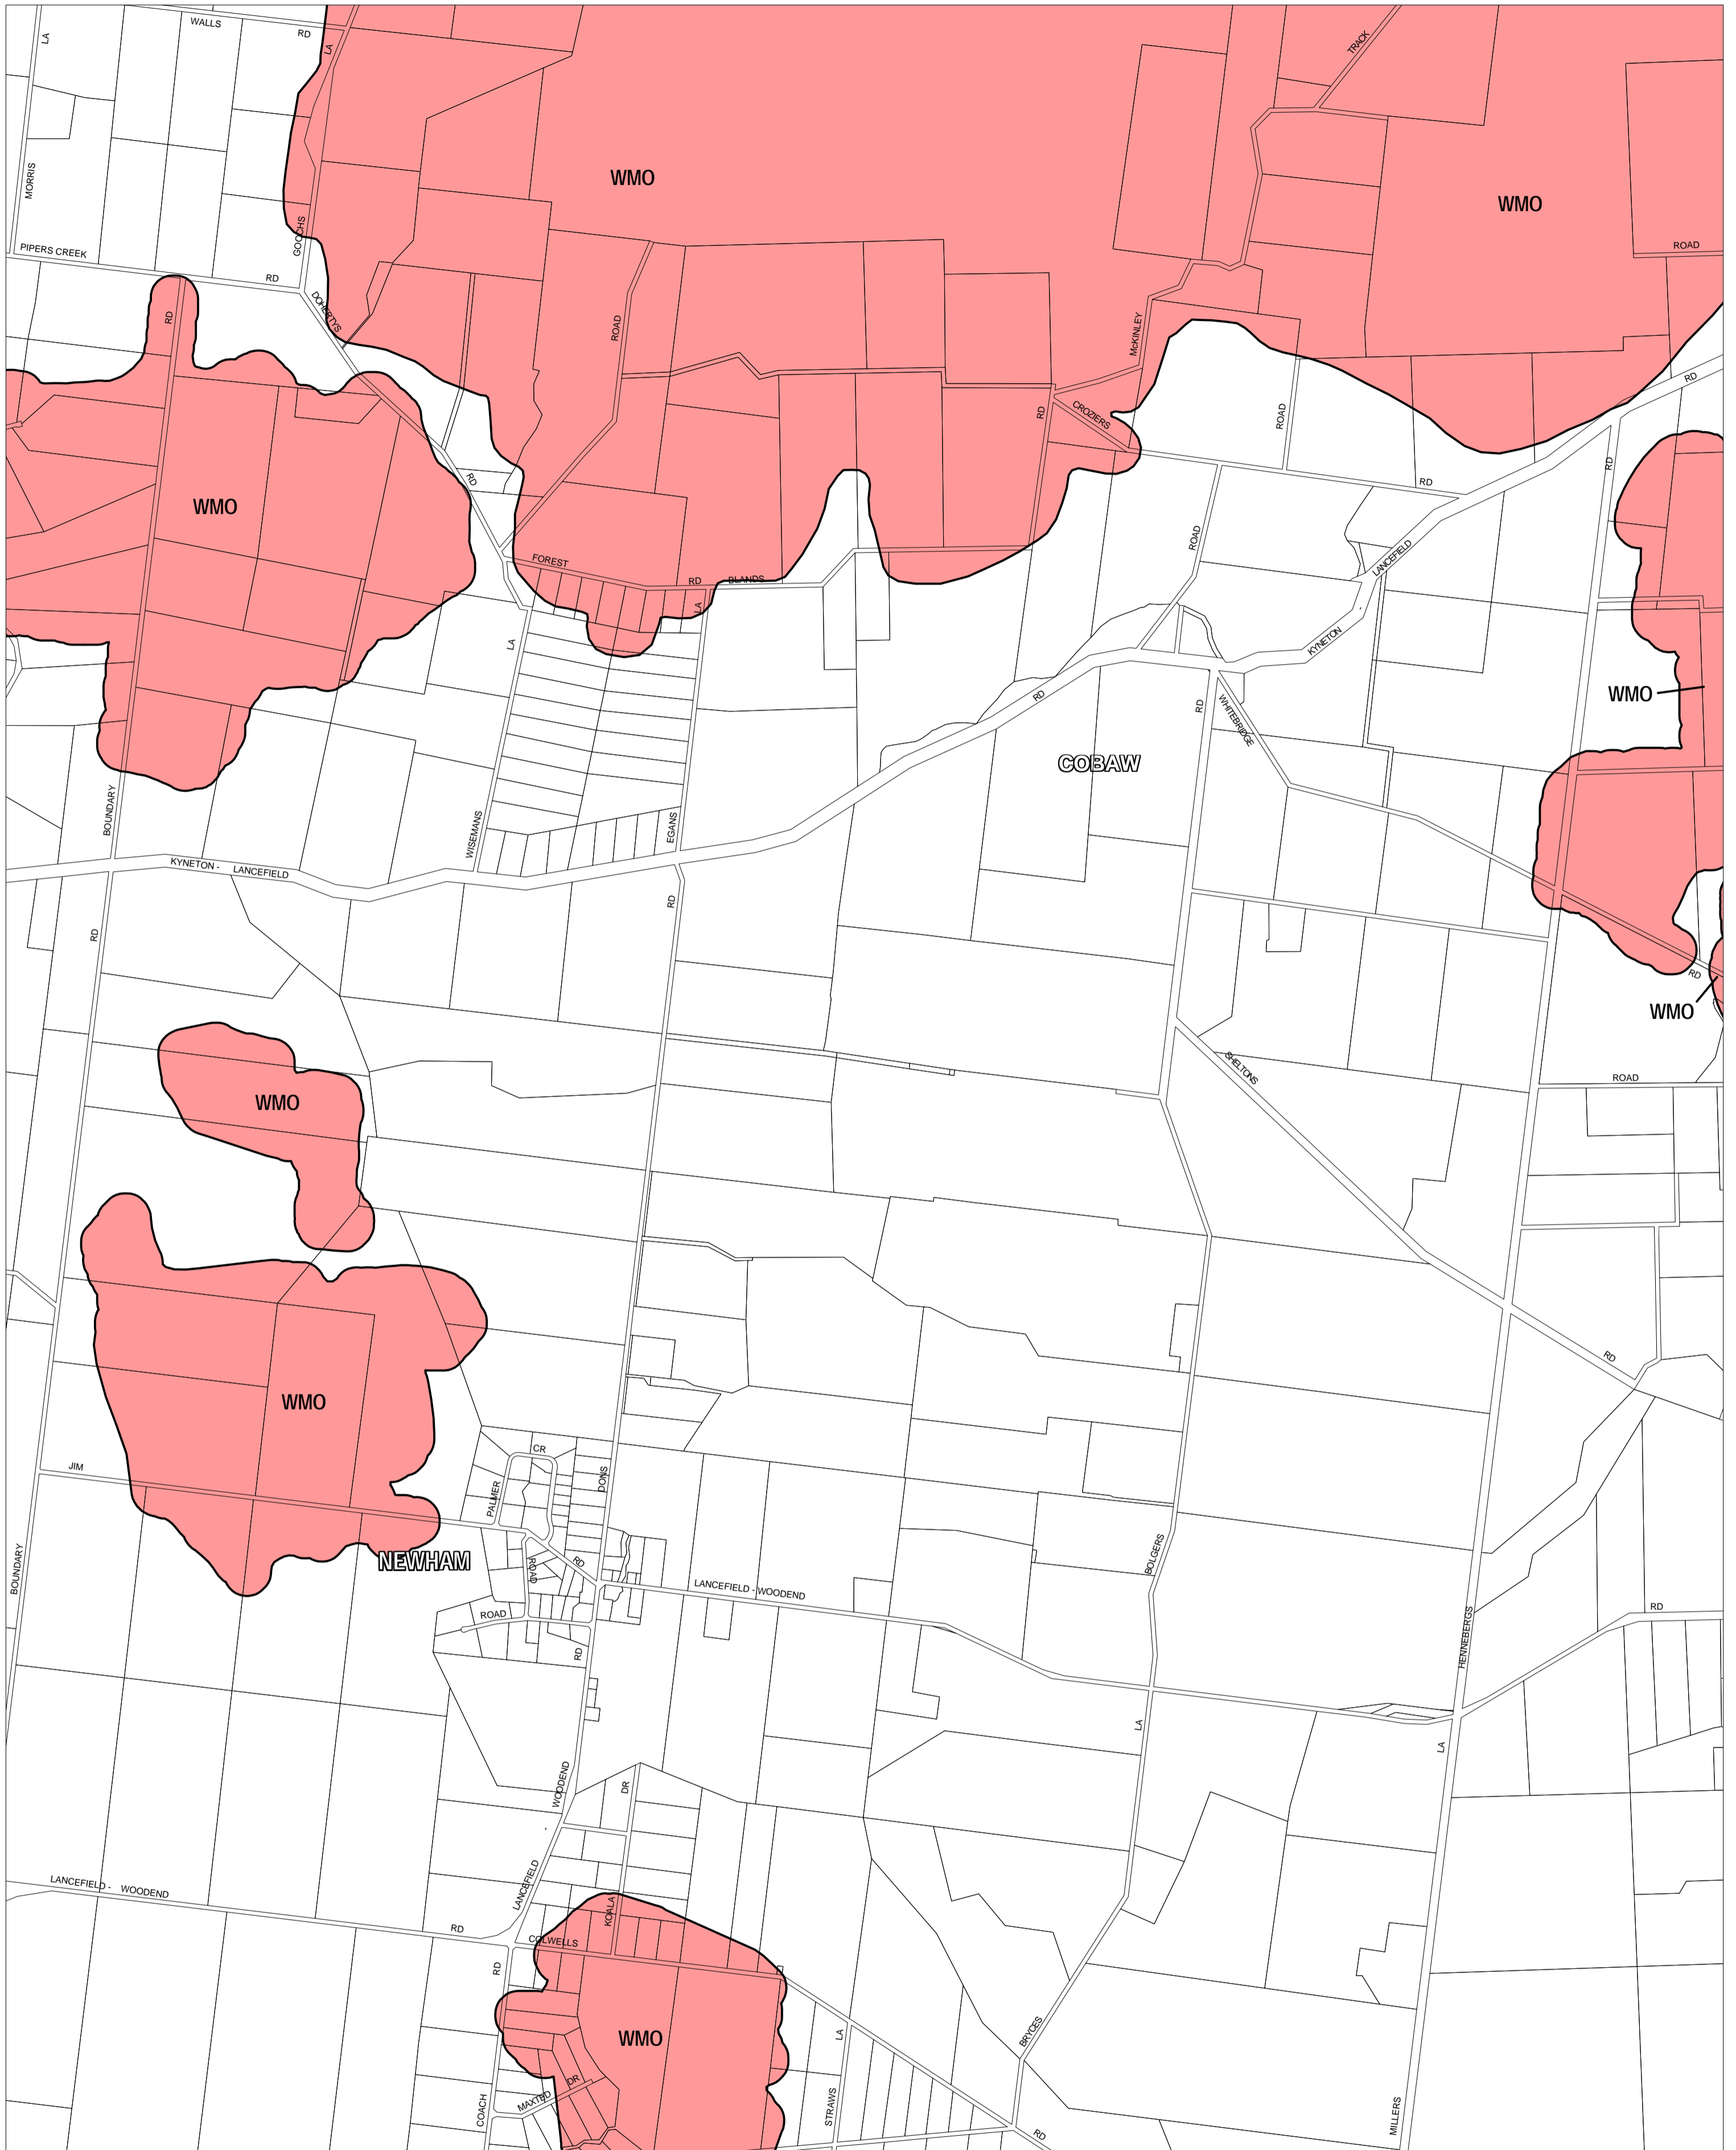 WALLS
RD
LA
LA
TRACK
MORRIS
WMO
WMO
GOOCHS
PIPERS CREEK
RD
ROAD
DOHERTYS
RD
ROAD
McKINLEY
RD
CROZIERS
RD
ROAD
RD
RD
RD
WMO
RD
ROAD
LANCEFIELD
FOREST
RD
BLANDS
LA
LA
-
KYNETON
RD
RD
WHITEBRIDGE
WMO
COBAW
BOUNDARY
WISEMANS
EGANS
KYNETON -
LANCEFIELD
RD
RD
RD
WMO
SHELTONS
ROAD
WMO
RD
WMO
JIM
CR
PALMER
DONS
NEWHAM
ROAD
RD
BOUNDARY
LANCEFIELD - WOODEND
BOLGERS
ROAD
RD
HENNEBERGS
RD
LA
LA
WOODEND
-
DR
LANCEFIELD
LANCEFIELD -
WOODEND
RD
KOALA
COLWELLS
RD
WMO
LA
BRYCES
DR
MAXTED
COACH
STRAWS
MILLERS
RD